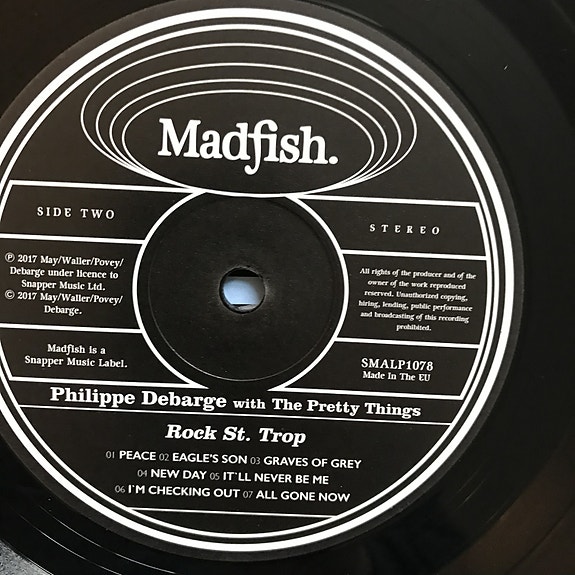 Madfish.
SIDE TWO
STEREO
℗ 2017 May/Waller/Povey/
Debarge under licence to
Snapper Music Ltd.
© 2017 May/Waller/Povey/
Debarge.
All rights of the producer and of the
owner of the work reproduced
reserved. Unauthorized copying,
hiring, lending, public performance
and broadcasting of this recording
prohibited.
Madfish is a
Snapper Music Label.
SMALP1078
Made In The EU
Philippe Debarge with The Pretty Things
Rock St. Trop
01 PEACE 02 EAGLE'S SON 03 GRAVES OF GREY
04 NEW DAY 05 IT'LL NEVER BE ME
06 I'M CHECKING OUT 07 ALL GONE NOW